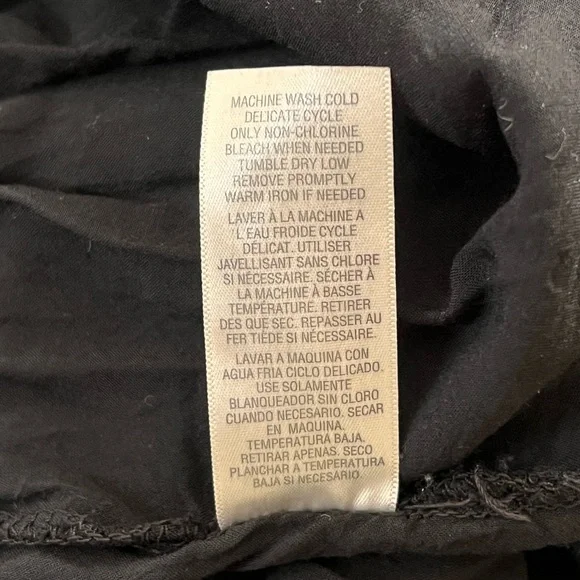 MACHINE WASH COLD
DELICATE CYCLE
ONLY NON-CHLORINE
BLEACH WHEN NEEDED
TUMBLE DRY LOW
REMOVE PROMPTLY
WARM IRON IF NEEDED
LAVER À LA MACHINE A
'L EAU FROIDE CYCLE
DÉLICAT. UTILISER
JAVELLISANT SANS CHLORE
SI NÉCESSAIRE. SÉCHER À
LA MACHINE À BASSE
TEMPÉRATURE. RETIRER
DES QUE SEC. REPASSER AU
FER TIÈDE SI NÉCESSAIRE.
LAVAR A MAQUINA CON
AGUA FRIA CICLO DELICADO.
USE SOLAMENTE
BLANQUEADOR SIN CLORO
CUANDO NECESARIO. SECAR
EN MAQUINA.
TEMPERATURA BAJA.
RETIRAR APENAS. SECO
PLANCHAR A TEMPERATURA
BAJA SI NECESARIO.